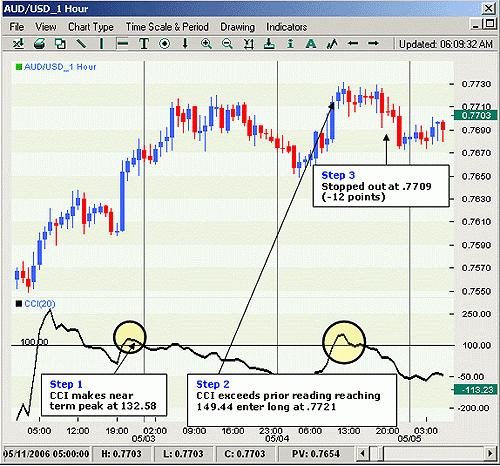 AUD/USD_1 Hour
File View Chart Type Time Scale & Period Drawing Indicators
T A Updated: 06:09:32 AM
AUD/USD_1 Hour
0.7730
0.7710
0.7703
0.7690
0.7670
0.7650
0.7630
0.7610
0.7590
0.7570
0.7550
Step 3
Stopped out at .7709
(-12 points)
CCI(20)
250.00
100.00
100.00
-50.00
-113.23
-200.00
Step 1
CCI makes near
term peak at 132.58
Step 2
CCI exceeds prior reading reaching
149.44 enter long at .7721
05:00 12:00 19:00 02:00 08:00 15:00 22:00 06:00 13:00 20:00 03:00
05/03 05/04 05/05
05/11/2006 05:00:00 H: 0.7703 L: 0.7703 C: 0.7703 PV: 0.7654